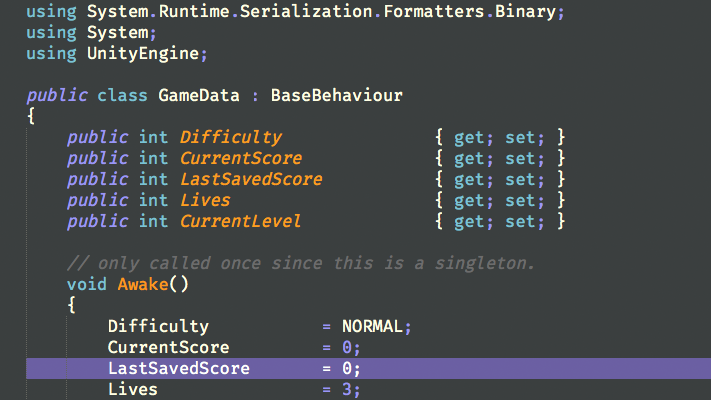 using System.Runtime.Serialization.Formatters.Binary;
using System;
using UnityEngine;
public class GameData : BaseBehaviour
{
public int Difficulty { get; set; }
public int CurrentScore { get; set; }
public int LastSavedScore { get; set; }
public int Lives { get; set; }
public int CurrentLevel { get; set; }
// only called once since this is a singleton.
void Awake()
{
Difficulty = NORMAL;
CurrentScore = 0;
LastSavedScore = 0;
Lives = 3;